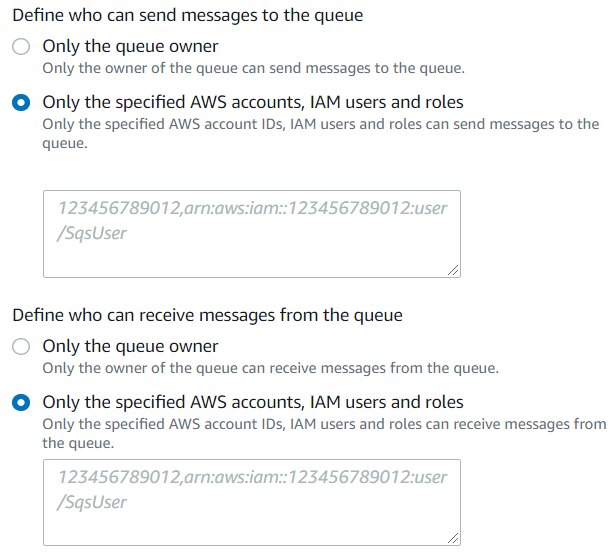 Define who can send messages to the queue
Only the queue owner
Only the owner of the queue can send messages to the queue.
Only the specified AWS accounts, IAM users and roles
Only the specified AWS account IDs, IAM users and roles can send messages to the
queue.
123456789012,arn:aws:iam::123456789012:user
/SqsUser
Define who can receive messages from the queue
Only the queue owner
Only the owner of the queue can receive messages from the queue.
Only the specified AWS accounts, IAM users and roles
Only the specified AWS account IDs, IAM users and roles can receive messages from
the queue.
123456789012,arn:aws:iam::123456789012:user
/SqsUser